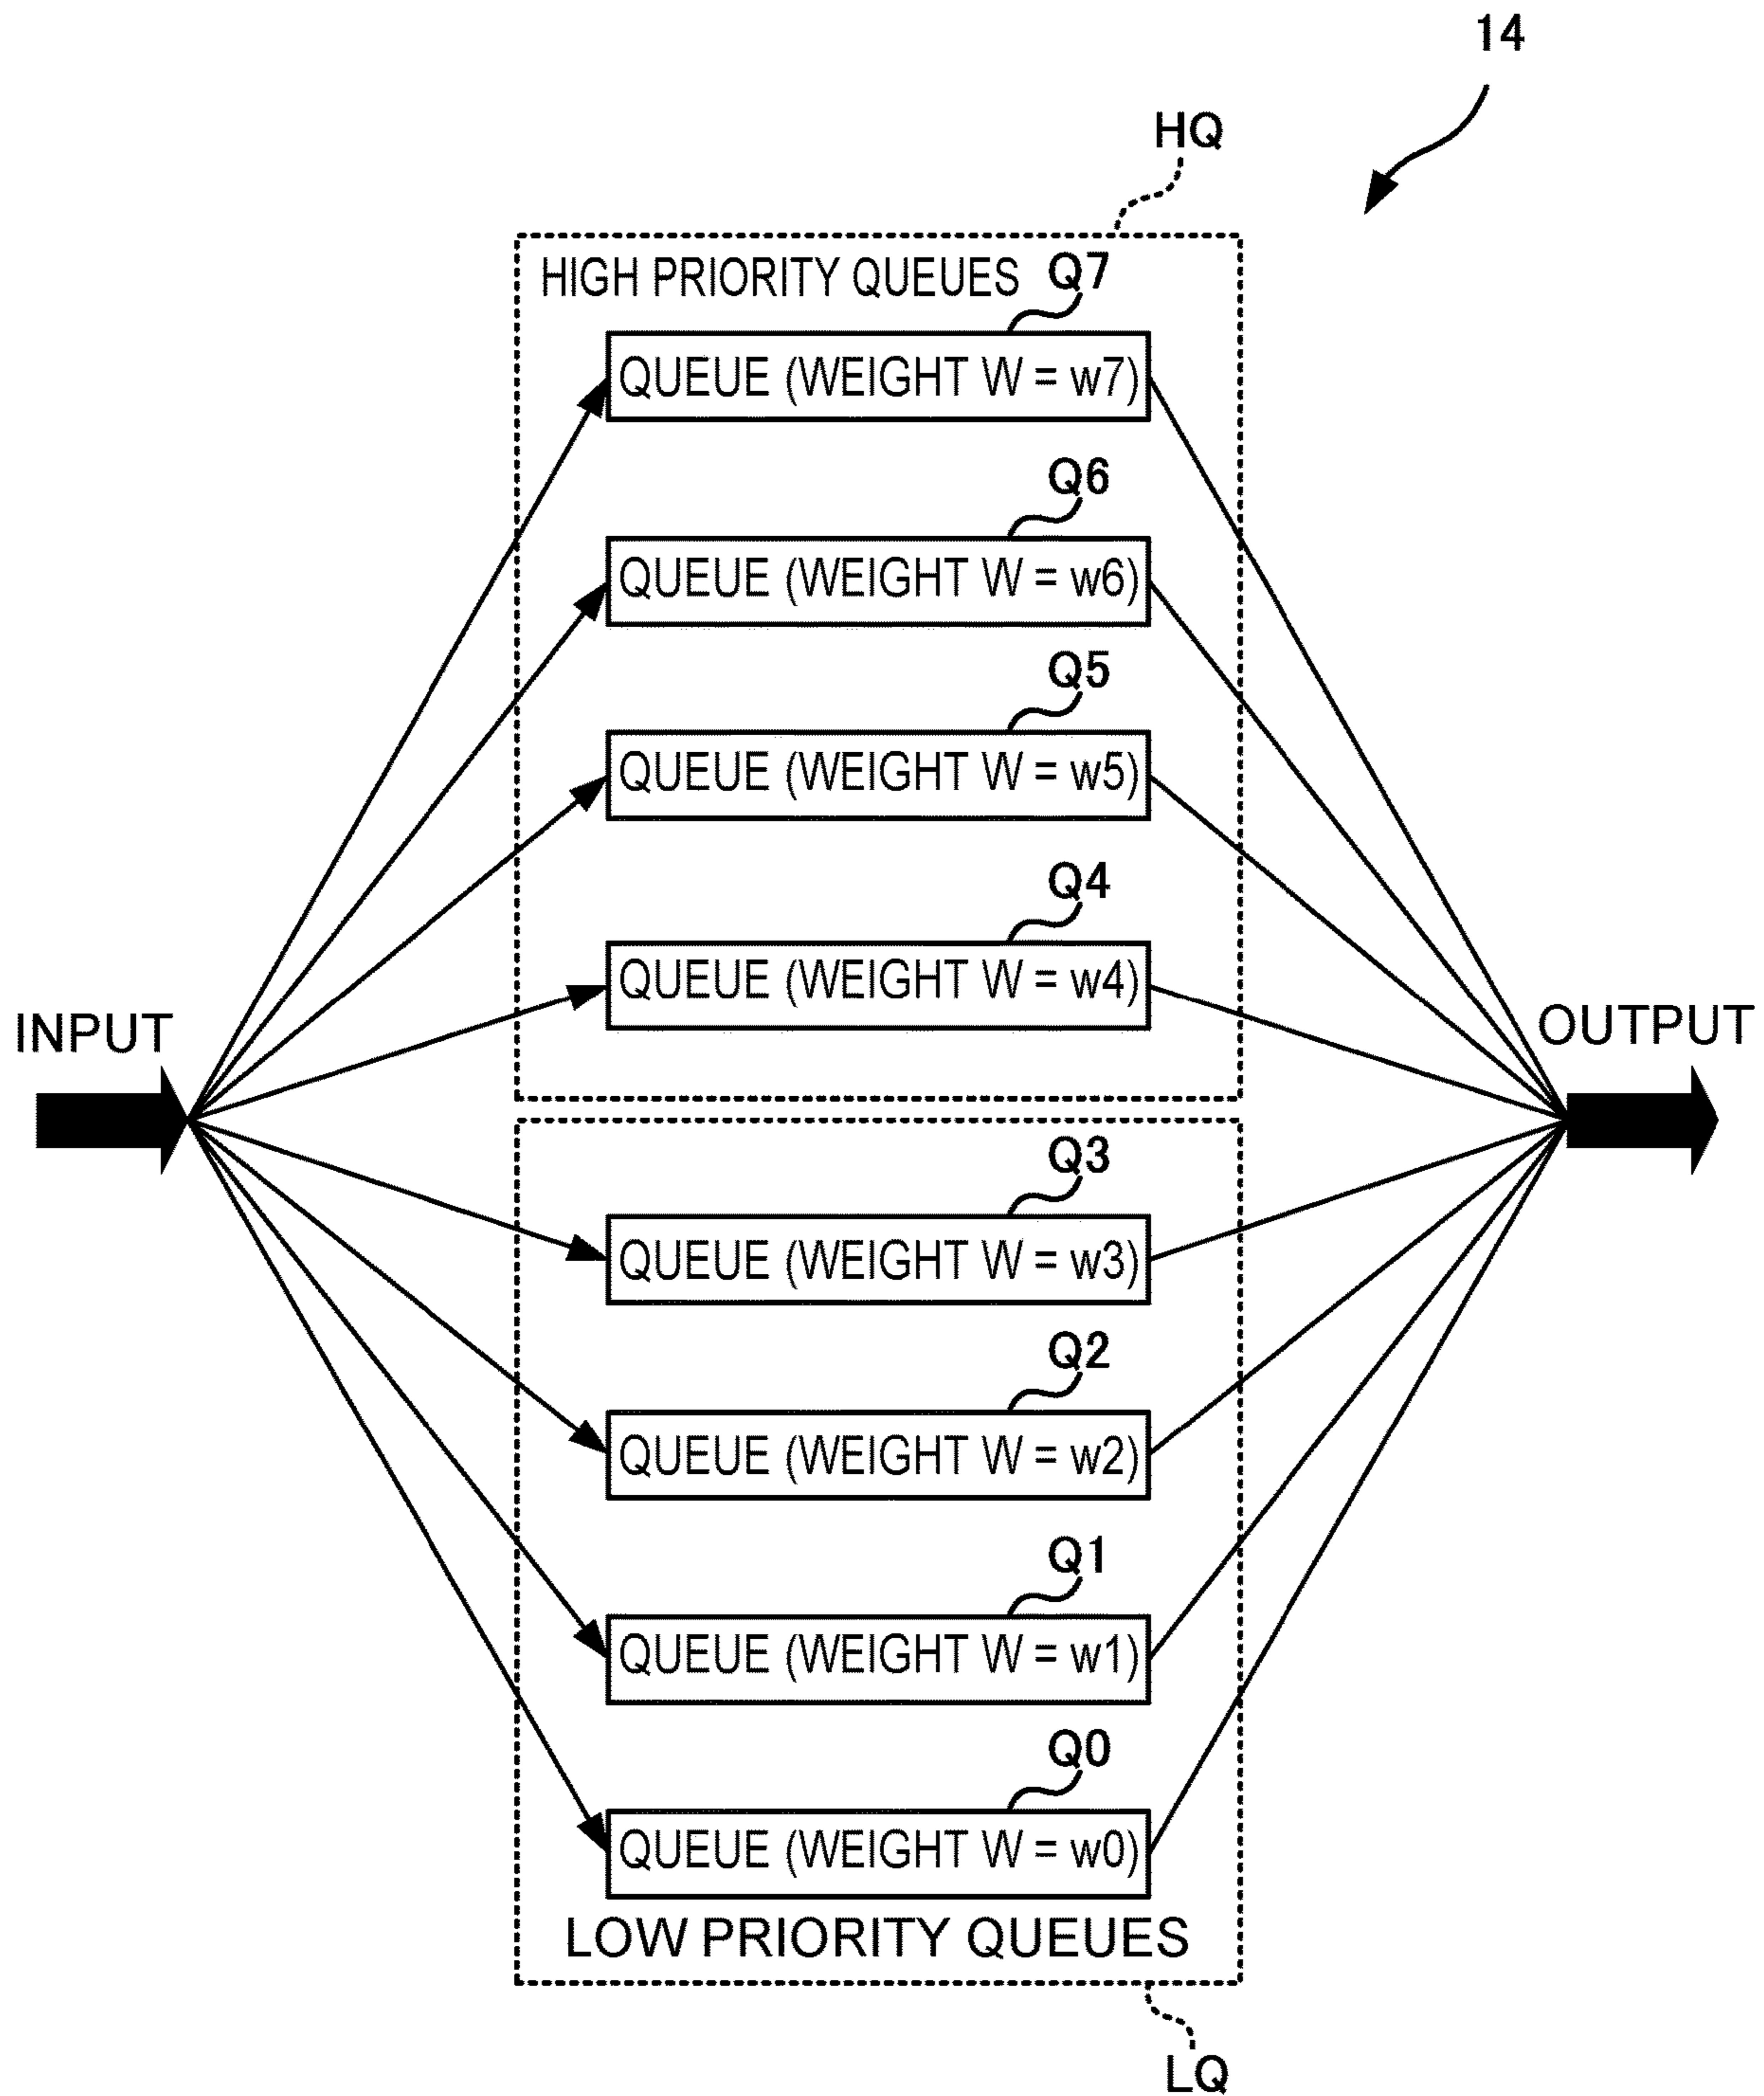 14
HQ
HIGH PRIORITY QUEUES
Q7
QUEUE (WEIGHT W = w7)
Q6
QUEUE (WEIGHT W = w6)
Q5
QUEUE (WEIGHT W = w5)
Q4
QUEUE (WEIGHT W = w4)
INPUT
OUTPUT
Q3
QUEUE (WEIGHT W = w3)
Q2
QUEUE (WEIGHT W = w2)
Q1
QUEUE (WEIGHT W = w1)
Q0
QUEUE (WEIGHT W = w0)
LOW PRIORITY QUEUES
LQ